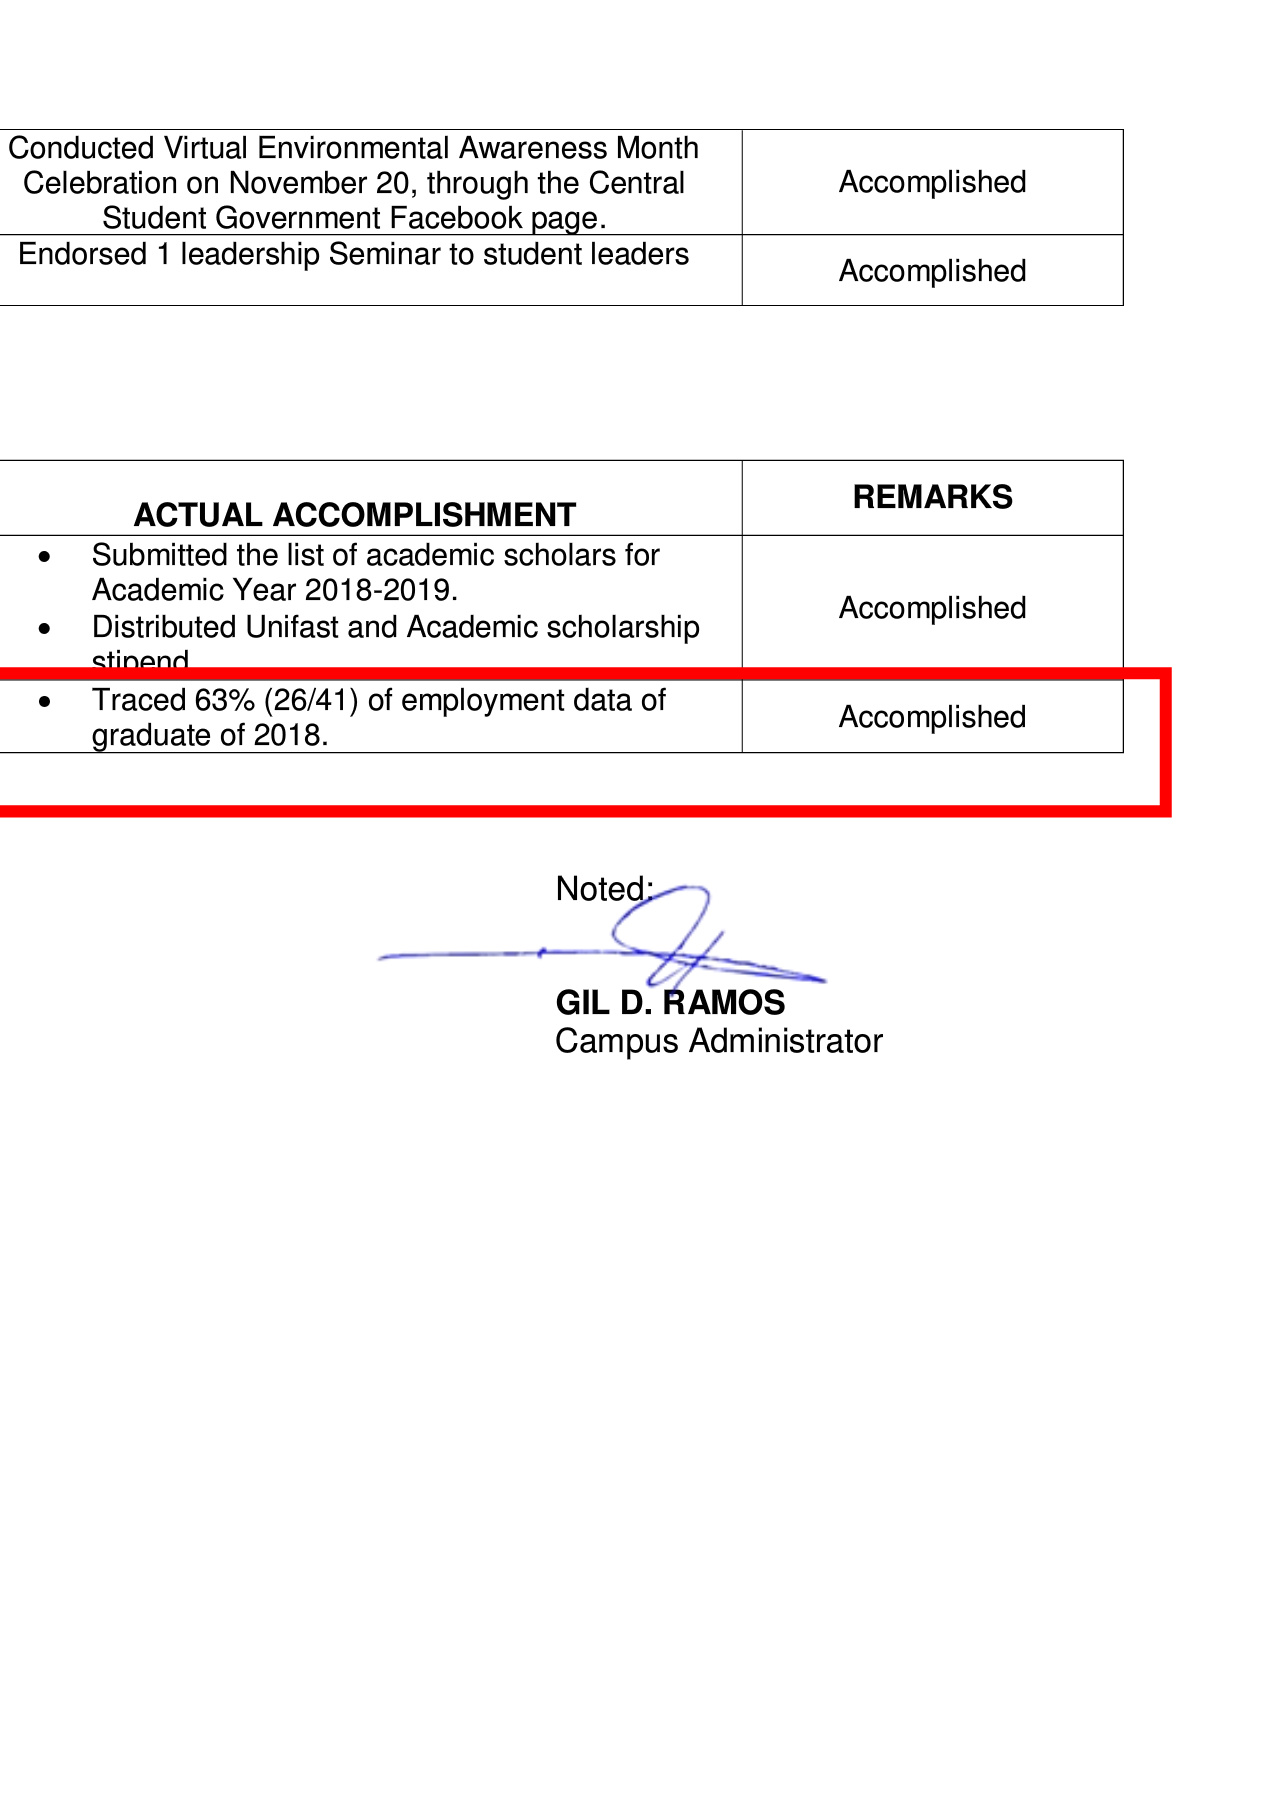 Conducted Virtual Environmental Awareness Month
Celebration on November 20, through the Central
Student Government Facebook page.
Accomplished
Endorsed 1 leadership Seminar to student leaders
Accomplished
ACTUAL ACCOMPLISHMENT
REMARKS
• Submitted the list of academic scholars for
Academic Year 2018-2019.
• Distributed Unifast and Academic scholarship
stipend
Accomplished
• Traced 63% (26/41) of employment data of
graduate of 2018.
Accomplished
Noted:
GIL D. RAMOS
Campus Administrator